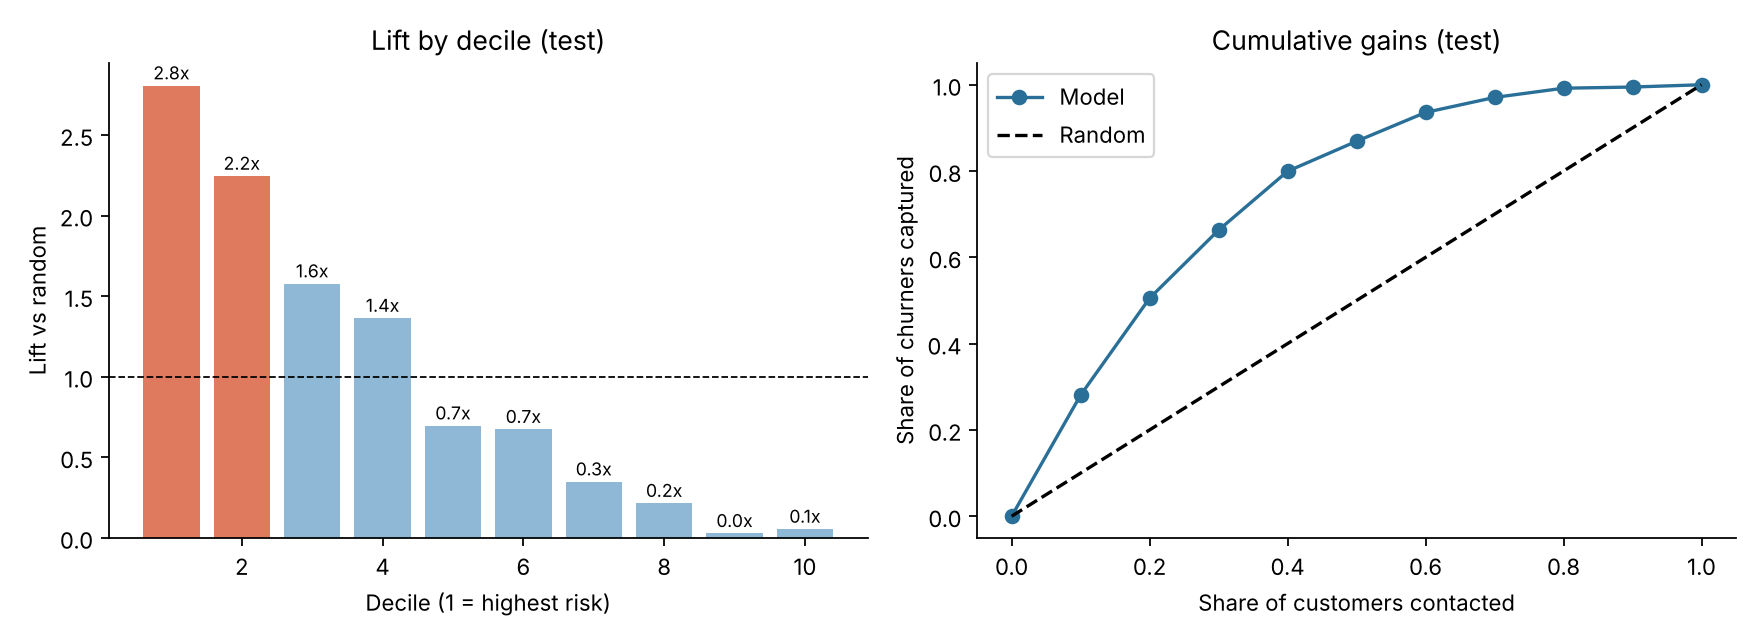 Lift by decile (test)
Lift vs random
2.5
2.0
1.5
1.0
0.5
0.0
2.8x
2.2x
1.6x
1.4x
0.7x
0.7x
0.3x
0.2x
0.0x
0.1x
2 4 6 8 10
Decile (1 = highest risk)
Cumulative gains (test)
Model
Random
Share of churners captured
1.0
0.8
0.6
0.4
0.2
0.0
0.0 0.2 0.4 0.6 0.8 1.0
Share of customers contacted